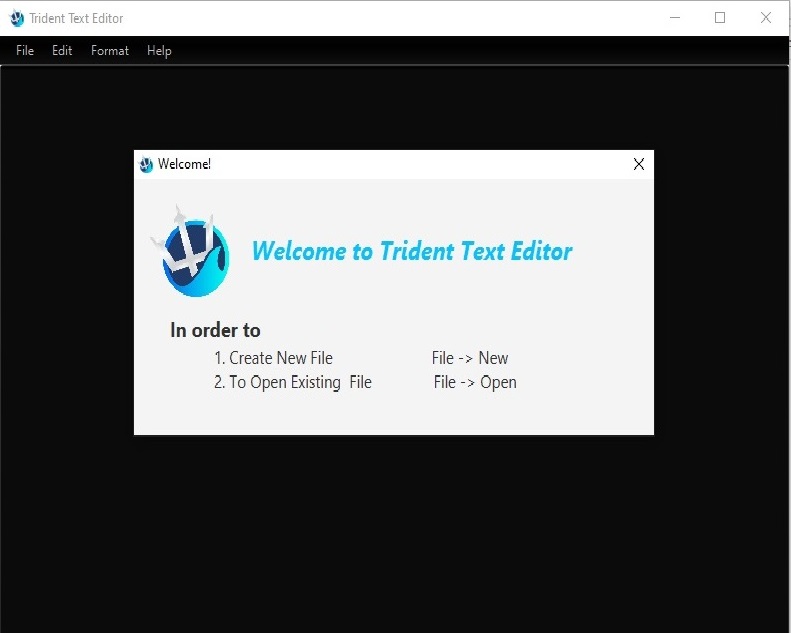 Trident Text Editor
File Edit Format Help
Welcome!
Welcome to Trident Text Editor
In order to
1. Create New File File -> New
2. To Open Existing File File -> Open